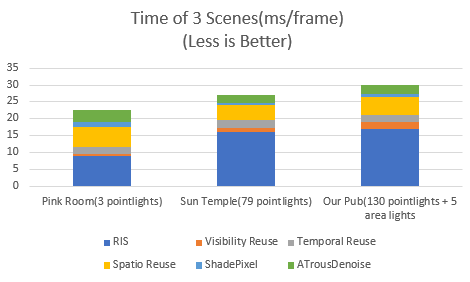 Time of 3 Scenes(ms/frame)
(Less is Better)
35
30
25
20
15
10
5
0
Pink Room(3 pointlights)
Sun Temple(79 pointlights)
Our Pub(130 pointlights + 5
area lights
RIS
Visibility Reuse
Temporal Reuse
Spatio Reuse
ShadePixel
ATrousDenoise